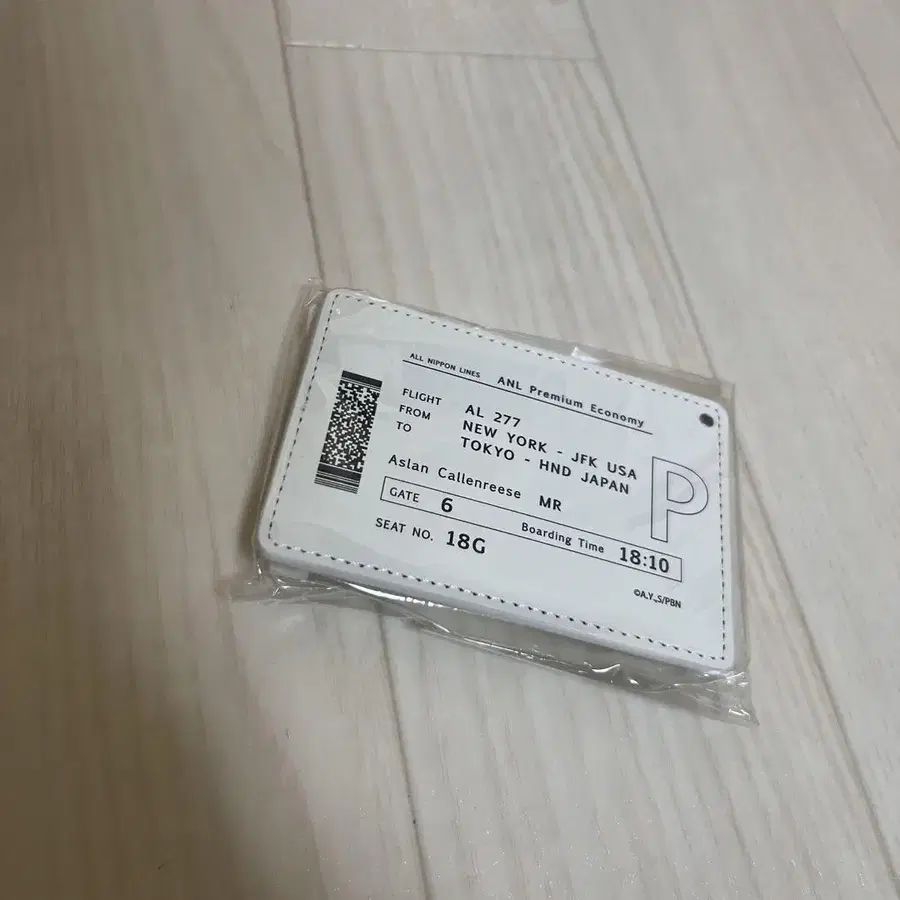 ALL NIPPON LINES ANL Premium Economy
FLIGHT AL 277
FROM NEW YORK - JFK USA
TO TOKYO - HND JAPAN
Aslan Callenreese MR
GATE 6 Boarding Time 18:10
SEAT NO. 18G
P
©A.Y.,S/PBN